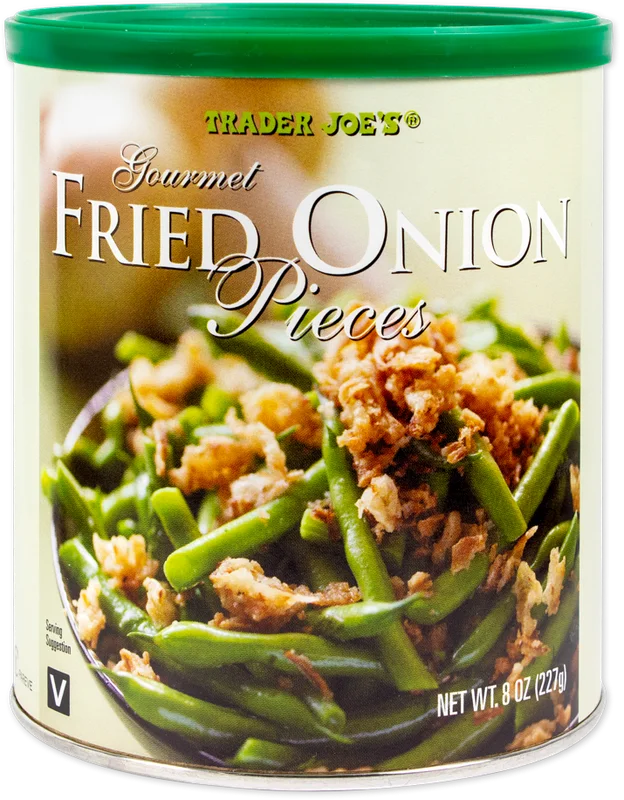 TRADER JOE'S®
Gourmet
FRIED ONION
Pieces
Serving
Suggestion
V
NET WT. 8 OZ (227g)